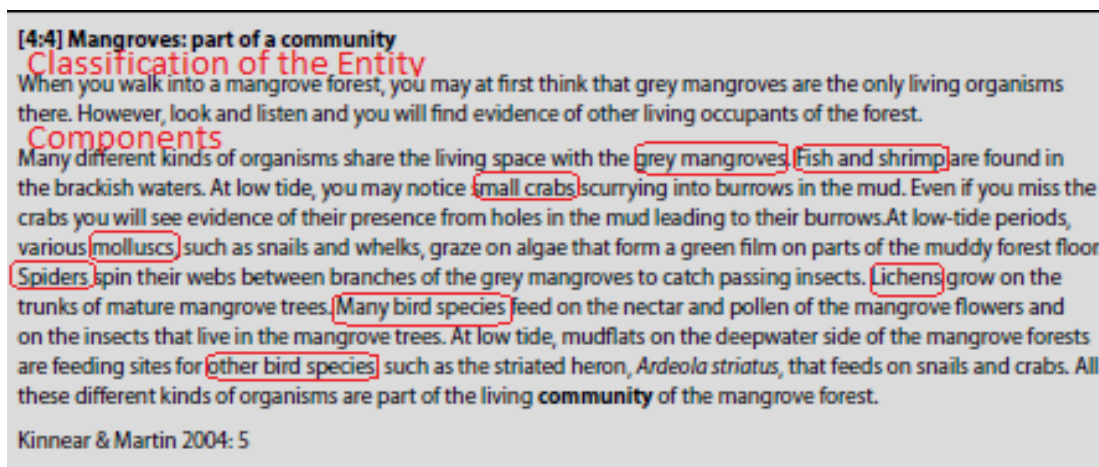 [4:4] Mangroves: part of a community
Classification of the Entity
When you walk into a mangrove forest, you may at first think that grey mangroves are the only living organisms
there. However, look and listen and you will find evidence of other living occupants of the forest.
Components
Many different kinds of organisms share the living space with the grey mangroves. Fish and shrimp are found in
the brackish waters. At low tide, you may notice small crabs scurrying into burrows in the mud. Even if you miss the
crabs you will see evidence of their presence from holes in the mud leading to their burrows.At low-tide periods,
various molluscs, such as snails and whelks, graze on algae that form a green film on parts of the muddy forest floor
Spiders spin their webs between branches of the grey mangroves to catch passing insects. Lichens grow on the
trunks of mature mangrove trees. Many bird species feed on the nectar and pollen of the mangrove flowers and
on the insects that live in the mangrove trees. At low tide, mudflats on the deepwater side of the mangrove forests
are feeding sites for other bird species, such as the striated heron, Ardeola striatus, that feeds on snails and crabs. All
these different kinds of organisms are part of the living community of the mangrove forest.
Kinnear & Martin 2004: 5